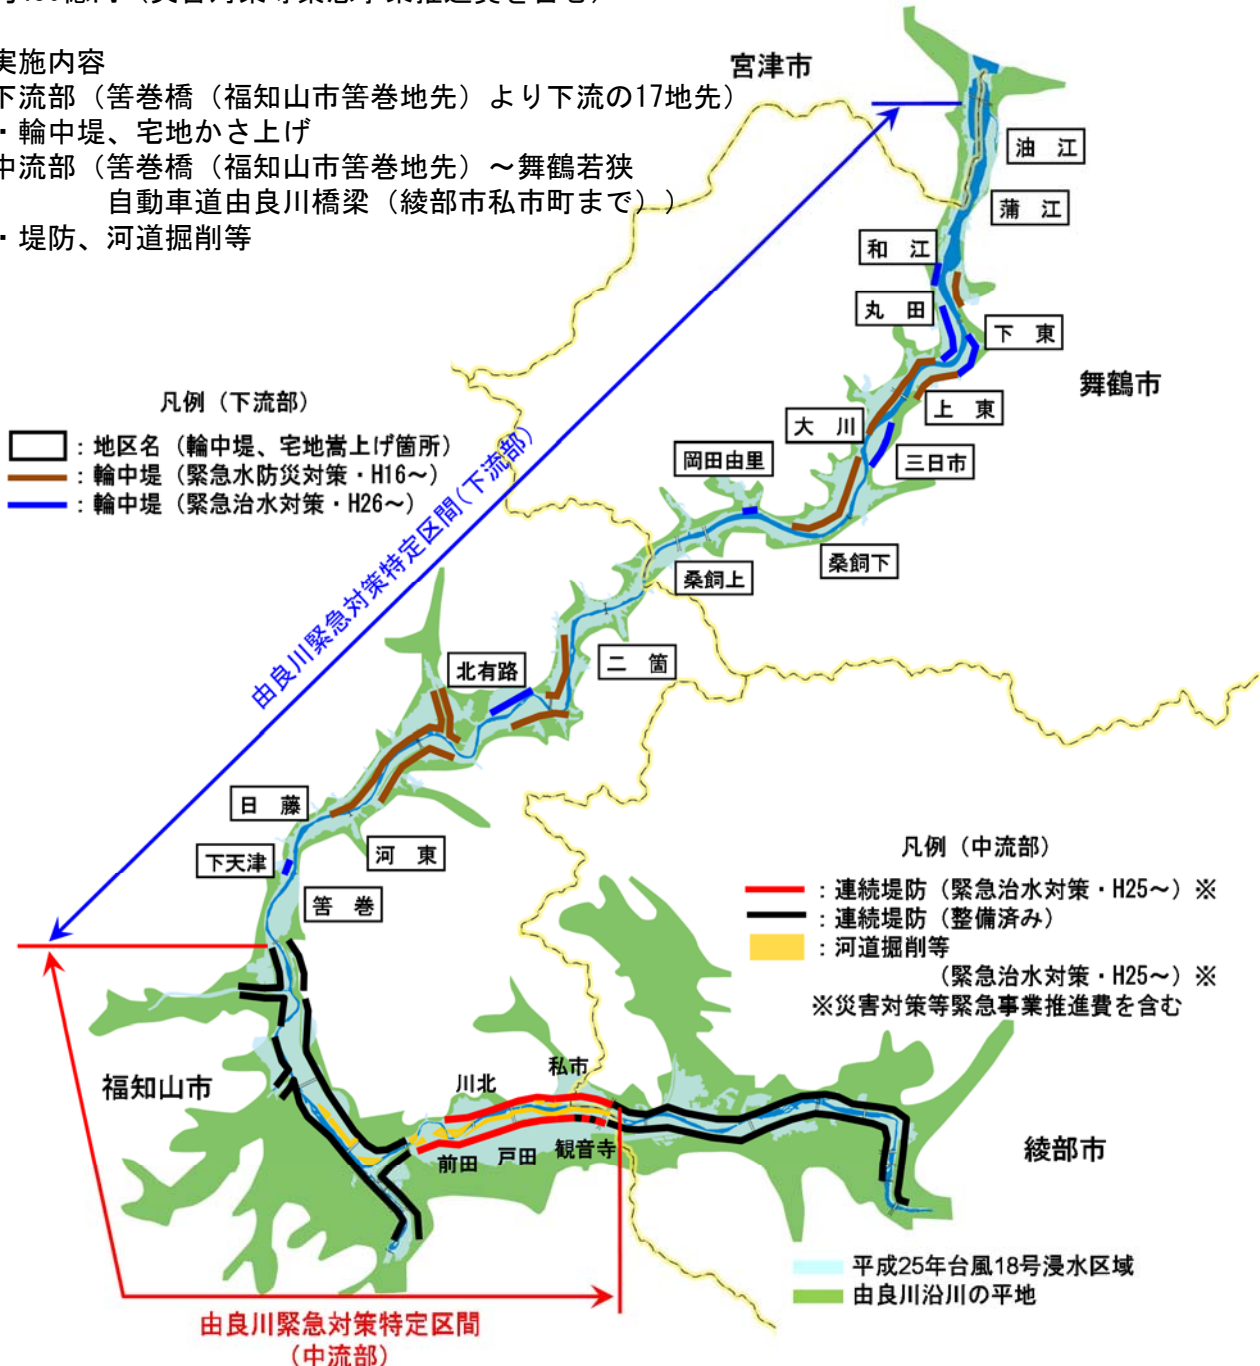 実施内容
下流部（筈巻橋（福知山市筈巻地先）より下流の17地先）
・輪中堤、宅地かさ上げ
中流部（筈巻橋（福知山市筈巻地先）～舞鶴若狭
自動車道由良川橋梁（綾部市私市町まで））
・堤防、河道掘削等
宮津市
油 江
蒲 江
和 江
丸 田
下 東
舞鶴市
上 東
大 川
三日市
岡田由里
桑飼下
桑飼上
凡例（下流部）
：地区名（輪中堤、宅地嵩上げ箇所）
：輪中堤（緊急水防災対策・H16～）
：輪中堤（緊急治水対策・H26～）
由良川緊急対策特定区間(下流部)
二 箇
北有路
日 藤
河 東
下天津
筈 巻
凡例（中流部）
：連続堤防（緊急治水対策・H25～）※
：連続堤防（整備済み）
：河道掘削等
（緊急治水対策・H25～）※
※災害対策等緊急事業推進費を含む
福知山市
私市
川北
前田
戸田
観音寺
綾部市
平成25年台風18号浸水区域
由良川沿川の平地
由良川緊急対策特定区間
（中流部）